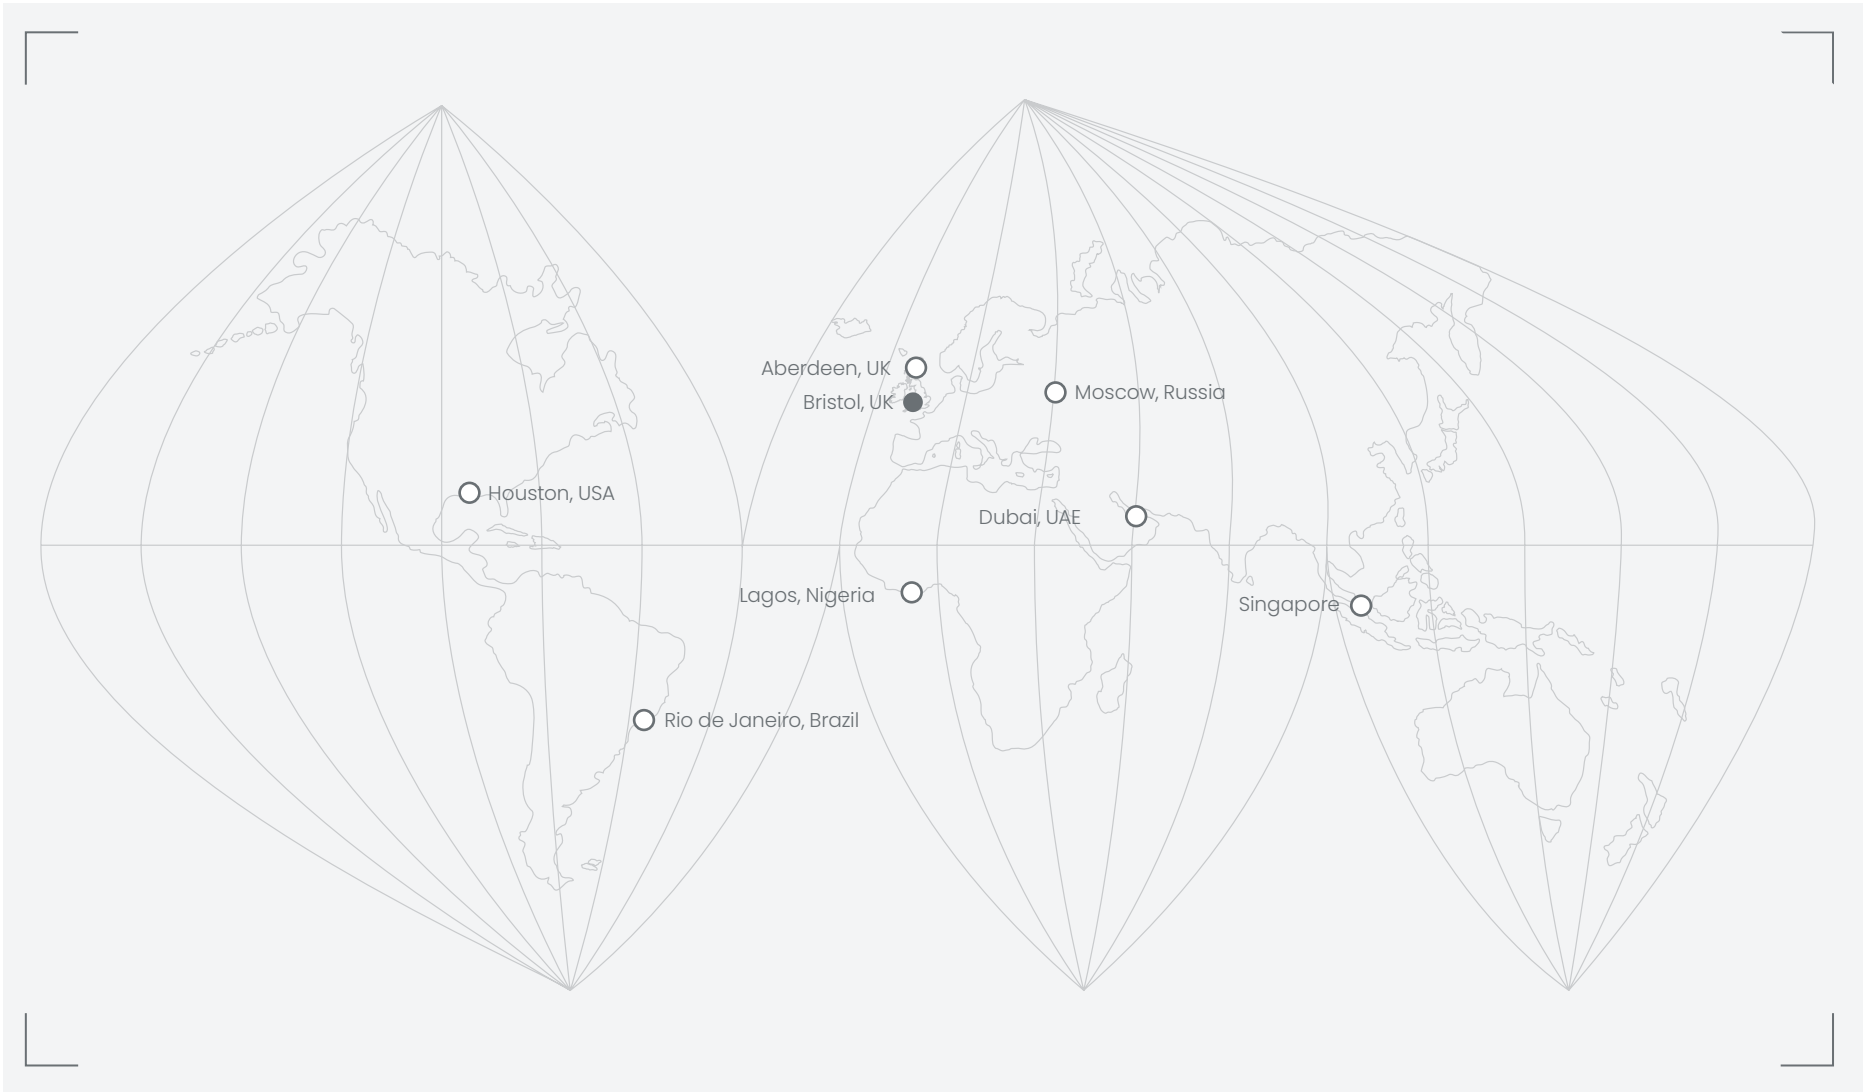 Aberdeen, UK
Bristol, UK
Moscow, Russia
Houston, USA
Dubai, UAE
Lagos, Nigeria
Singapore
Rio de Janeiro, Brazil